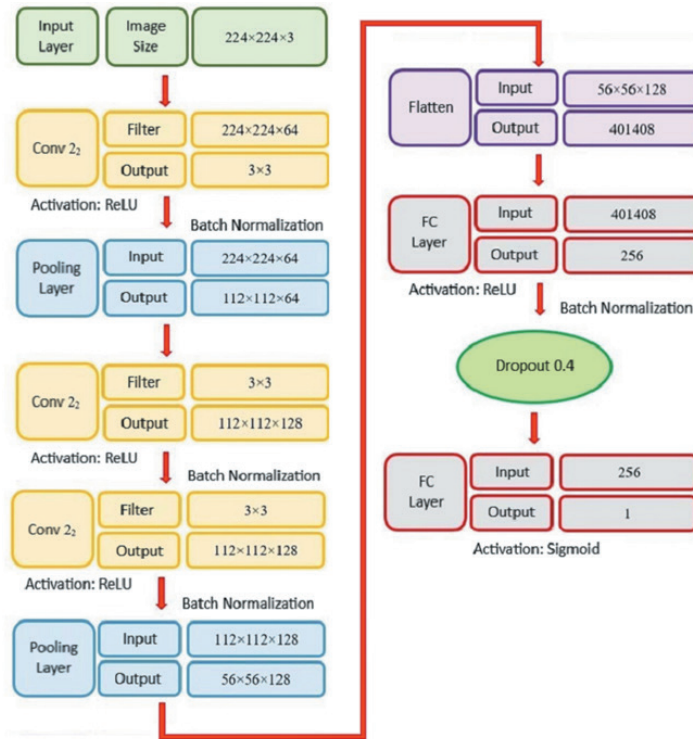 Input
Layer
Image
Size
224×224×3
Conv 2₂
Filter
224×224×64
Output
3×3
Activation: ReLU
Batch Normalization
Pooling
Layer
Input
224×224×64
Output
112×112×64
Conv 2₂
Filter
3×3
Output
112×112×128
Activation: ReLU
Batch Normalization
Conv 2₂
Filter
3×3
Output
112×112×128
Activation: ReLU
Batch Normalization
Pooling
Layer
Input
112×112×128
Output
56×56×128
Flatten
Input
56×56×128
Output
401408
FC
Layer
Input
401408
Output
256
Activation: ReLU
Batch Normalization
Dropout 0.4
FC
Layer
Input
256
Output
1
Activation: Sigmoid